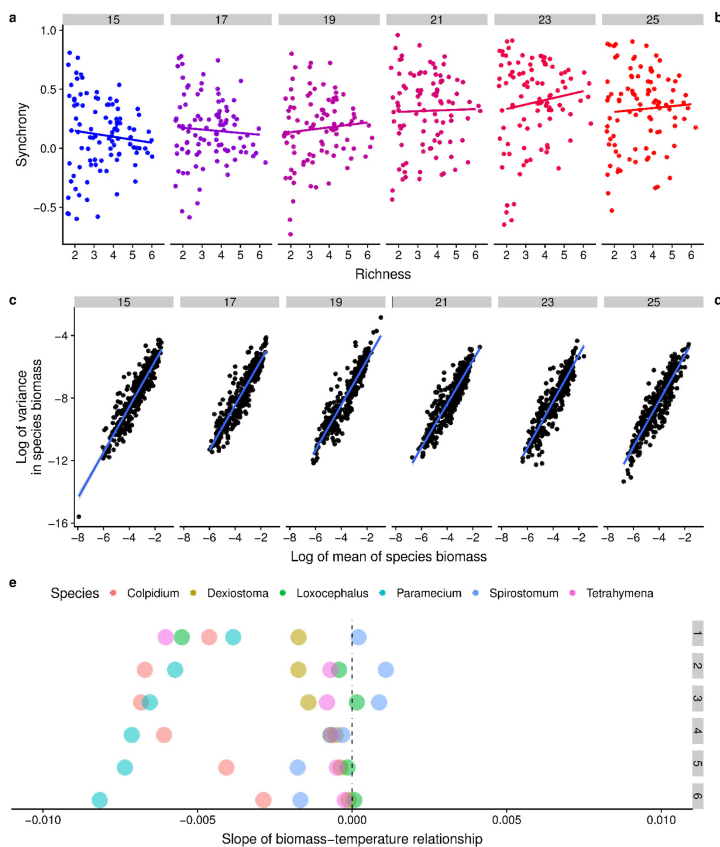 a
b
15 17 19 21 23 25
1.0
0.5
0.0
−0.5
Synchrony
2 3 4 5 6 2 3 4 5 6 2 3 4 5 6 2 3 4 5 6 2 3 4 5 6 2 3 4 5 6
Richness
c
d
15 17 19 21 23 25
−4
−8
−12
−16
Log of variance
in species biomass
−8 −6 −4 −2 −8 −6 −4 −2 −8 −6 −4 −2 −8 −6 −4 −2 −8 −6 −4 −2 −8 −6 −4 −2
Log of mean of species biomass
e
Species Colpidium Dexiostoma Loxocephalus Paramecium Spirostomum Tetrahymena
1
2
3
4
5
6
−0.010 −0.005 0.000 0.005 0.010
Slope of biomass−temperature relationship